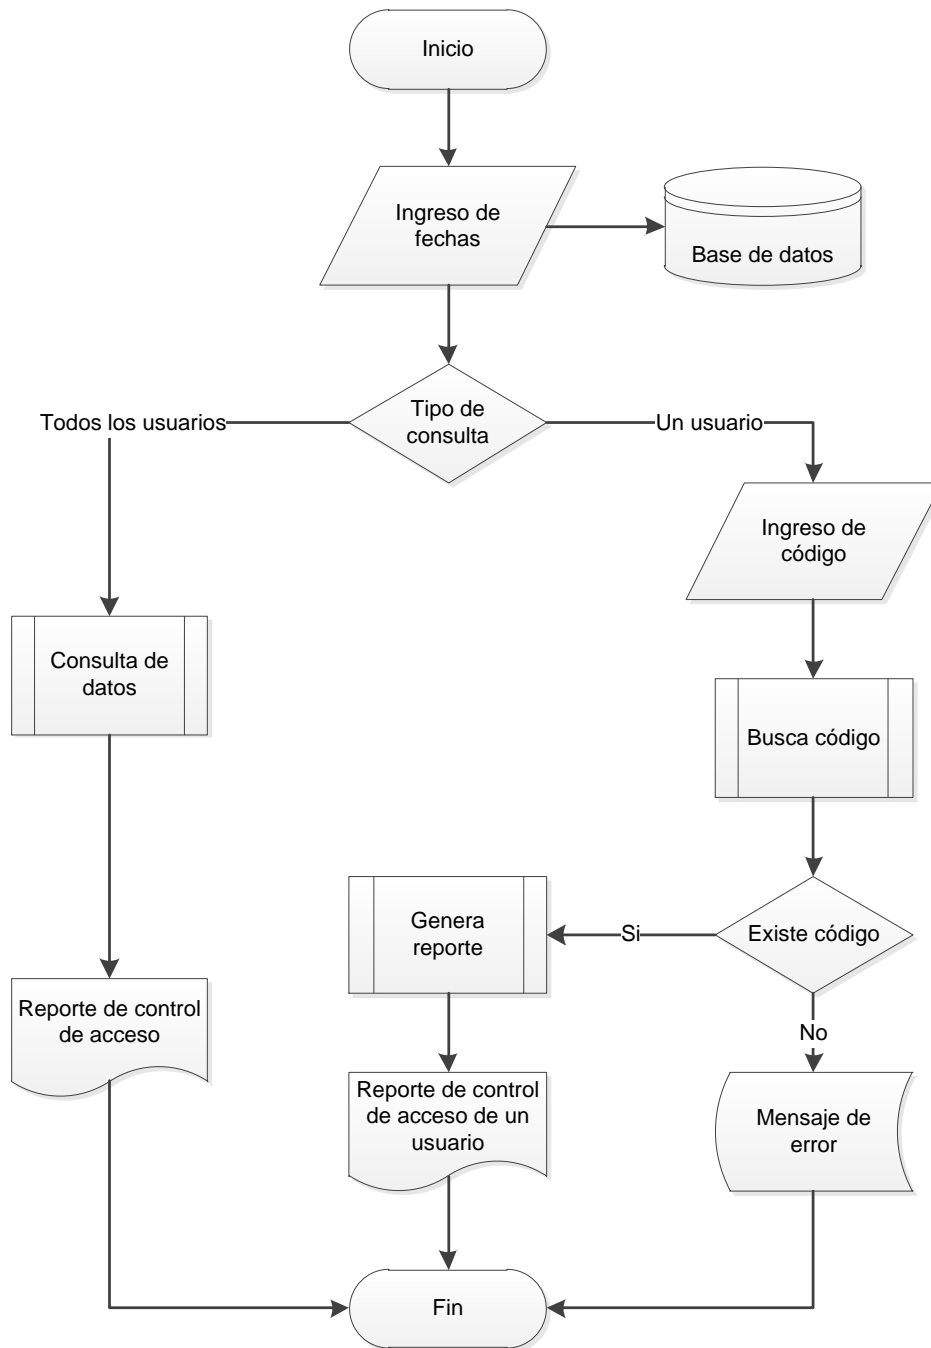 Inicio
Ingreso de
fechas
Base de datos
Tipo de
consulta
Todos los usuarios
Un usuario
Ingreso de
código
Consulta de
datos
Busca código
Genera
reporte
Si
Existe código
No
Reporte de control
de acceso
Reporte de control
de acceso de un
usuario
Mensaje de
error
Fin